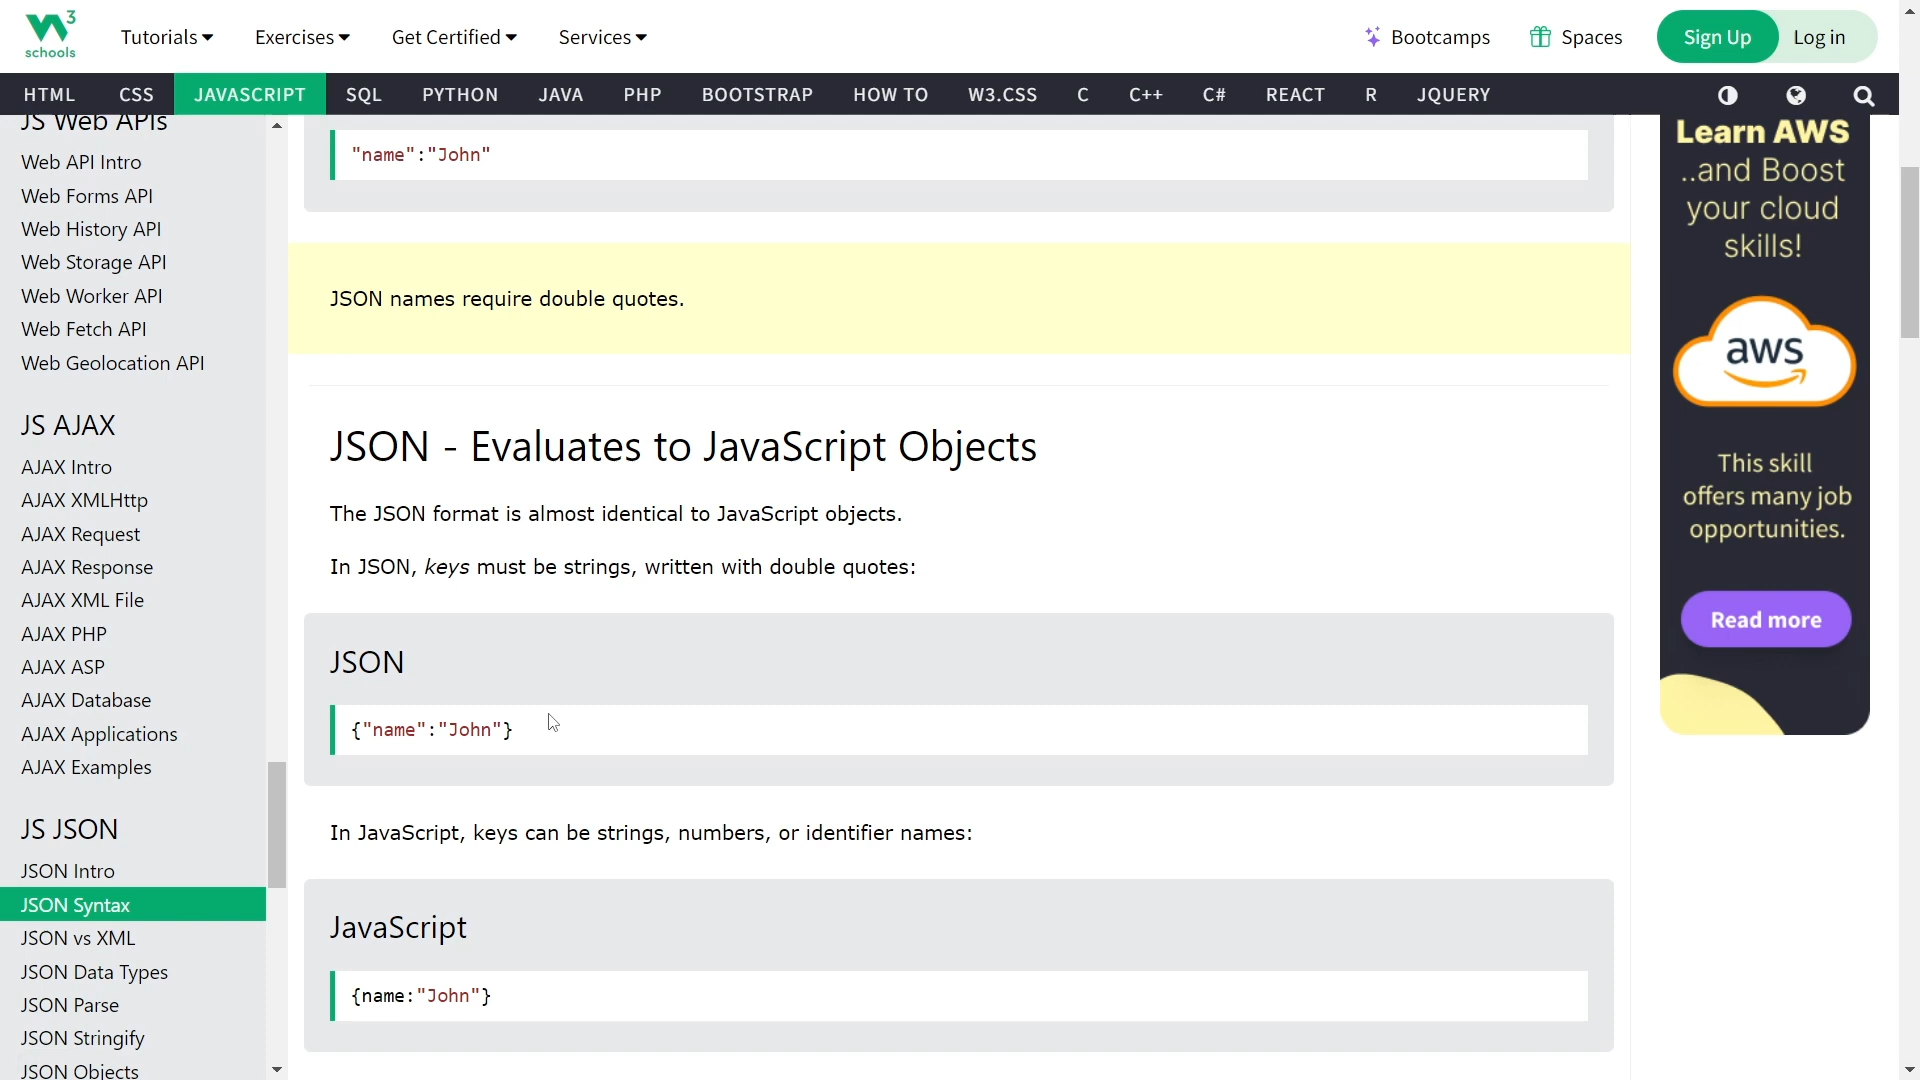 W3
schools
Tutorials
Exercises
Get Certified
Services
Bootcamps
Spaces
Sign Up
Log in
HTML
CSS
JAVASCRIPT
SQL
PYTHON
JAVA
PHP
BOOTSTRAP
HOW TO
W3.CSS
C
C++
C#
REACT
R
JQUERY
JS Web APIs
Web API Intro
Web Forms API
Web History API
Web Storage API
Web Worker API
Web Fetch API
Web Geolocation API
JS AJAX
AJAX Intro
AJAX XMLHttp
AJAX Request
AJAX Response
AJAX XML File
AJAX PHP
AJAX ASP
AJAX Database
AJAX Applications
AJAX Examples
JS JSON
JSON Intro
JSON Syntax
JSON vs XML
JSON Data Types
JSON Parse
JSON Stringify
JSON Objects
"name":"John"
JSON names require double quotes.
JSON - Evaluates to JavaScript Objects
The JSON format is almost identical to JavaScript objects.
In JSON, keys must be strings, written with double quotes:
JSON
{"name":"John"}
In JavaScript, keys can be strings, numbers, or identifier names:
JavaScript
{name:"John"}
Learn AWS
..and Boost
your cloud
skills!
aws
This skill
offers many job
opportunities.
Read more